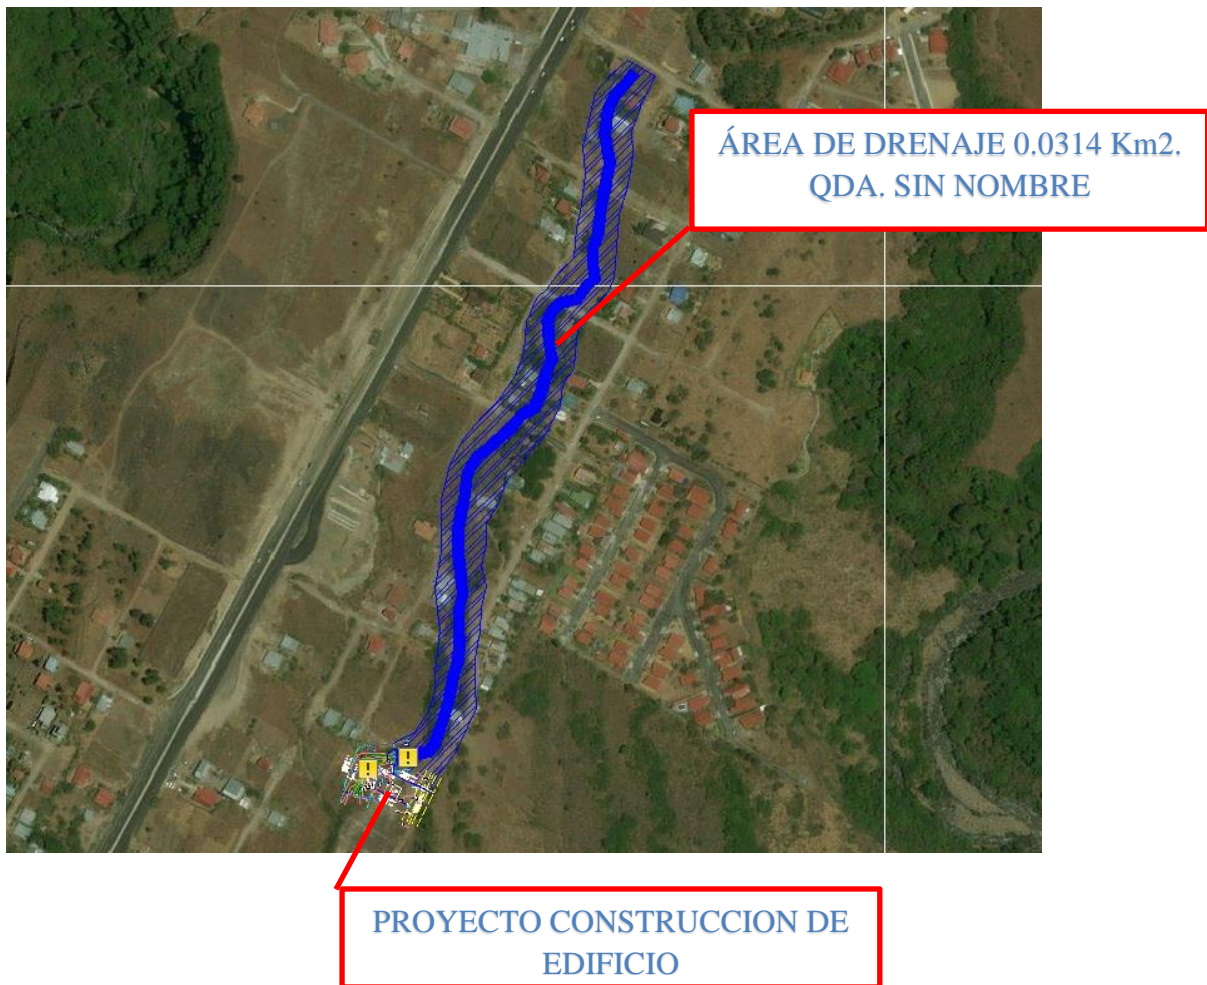 ÁREA DE DRENAJE 0.0314 Km2.
QDA. SIN NOMBRE
!
!
PROYECTO CONSTRUCCION DE
EDIFICIO